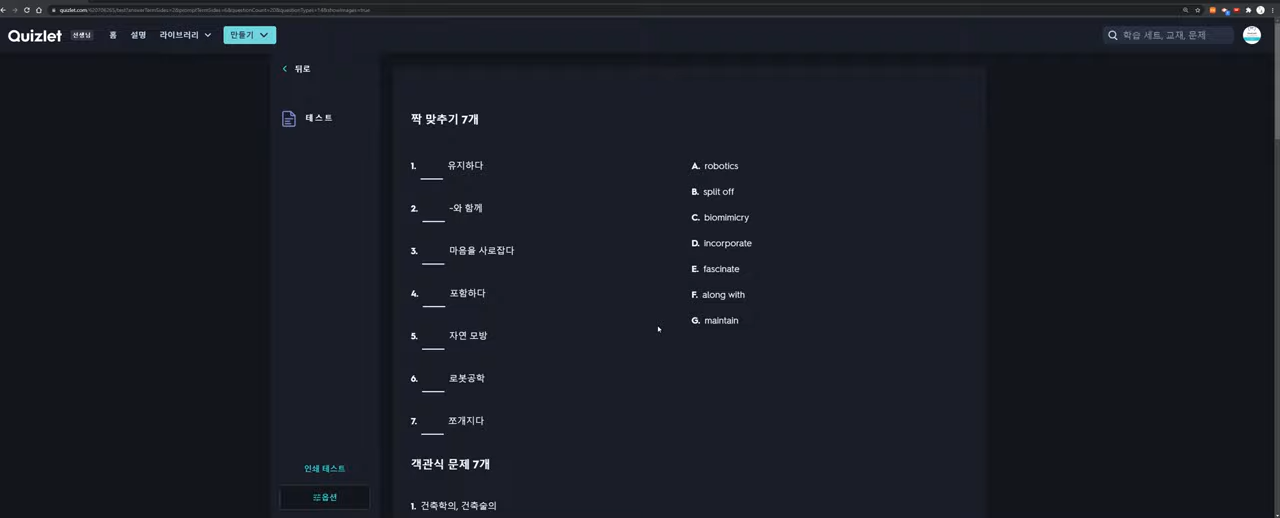 Quizlet 선생님 홈 설명 라이브러리 만들기 학습 세트, 교재, 문제
뒤로
테스트
짝 맞추기 7개
1. 유지하다
2. -와 함께
3. 마음을 사로잡다
4. 포함하다
5. 자연 모방
6. 로봇공학
7. 쪼개지다
A. robotics
B. split off
C. biomimicry
D. incorporate
E. fascinate
F. along with
G. maintain
객관식 문제 7개
1. 건축학의, 건축술의
인쇄 테스트
옵션